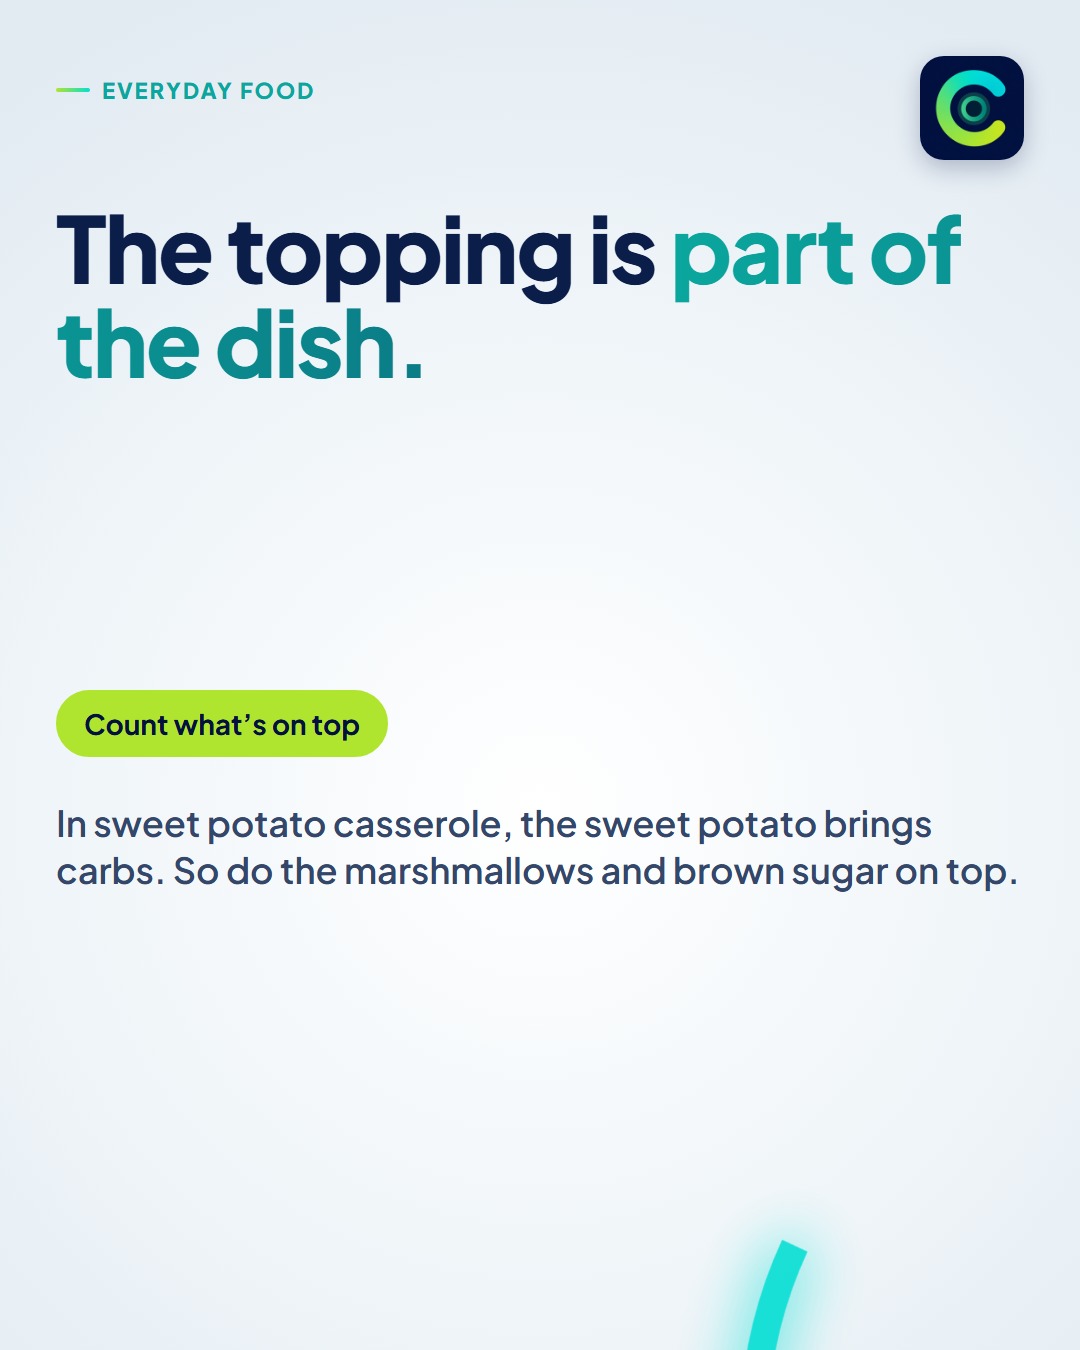 EVERYDAY FOOD
The topping is part of
the dish.
Count what’s on top
In sweet potato casserole, the sweet potato brings
carbs. So do the marshmallows and brown sugar on top.